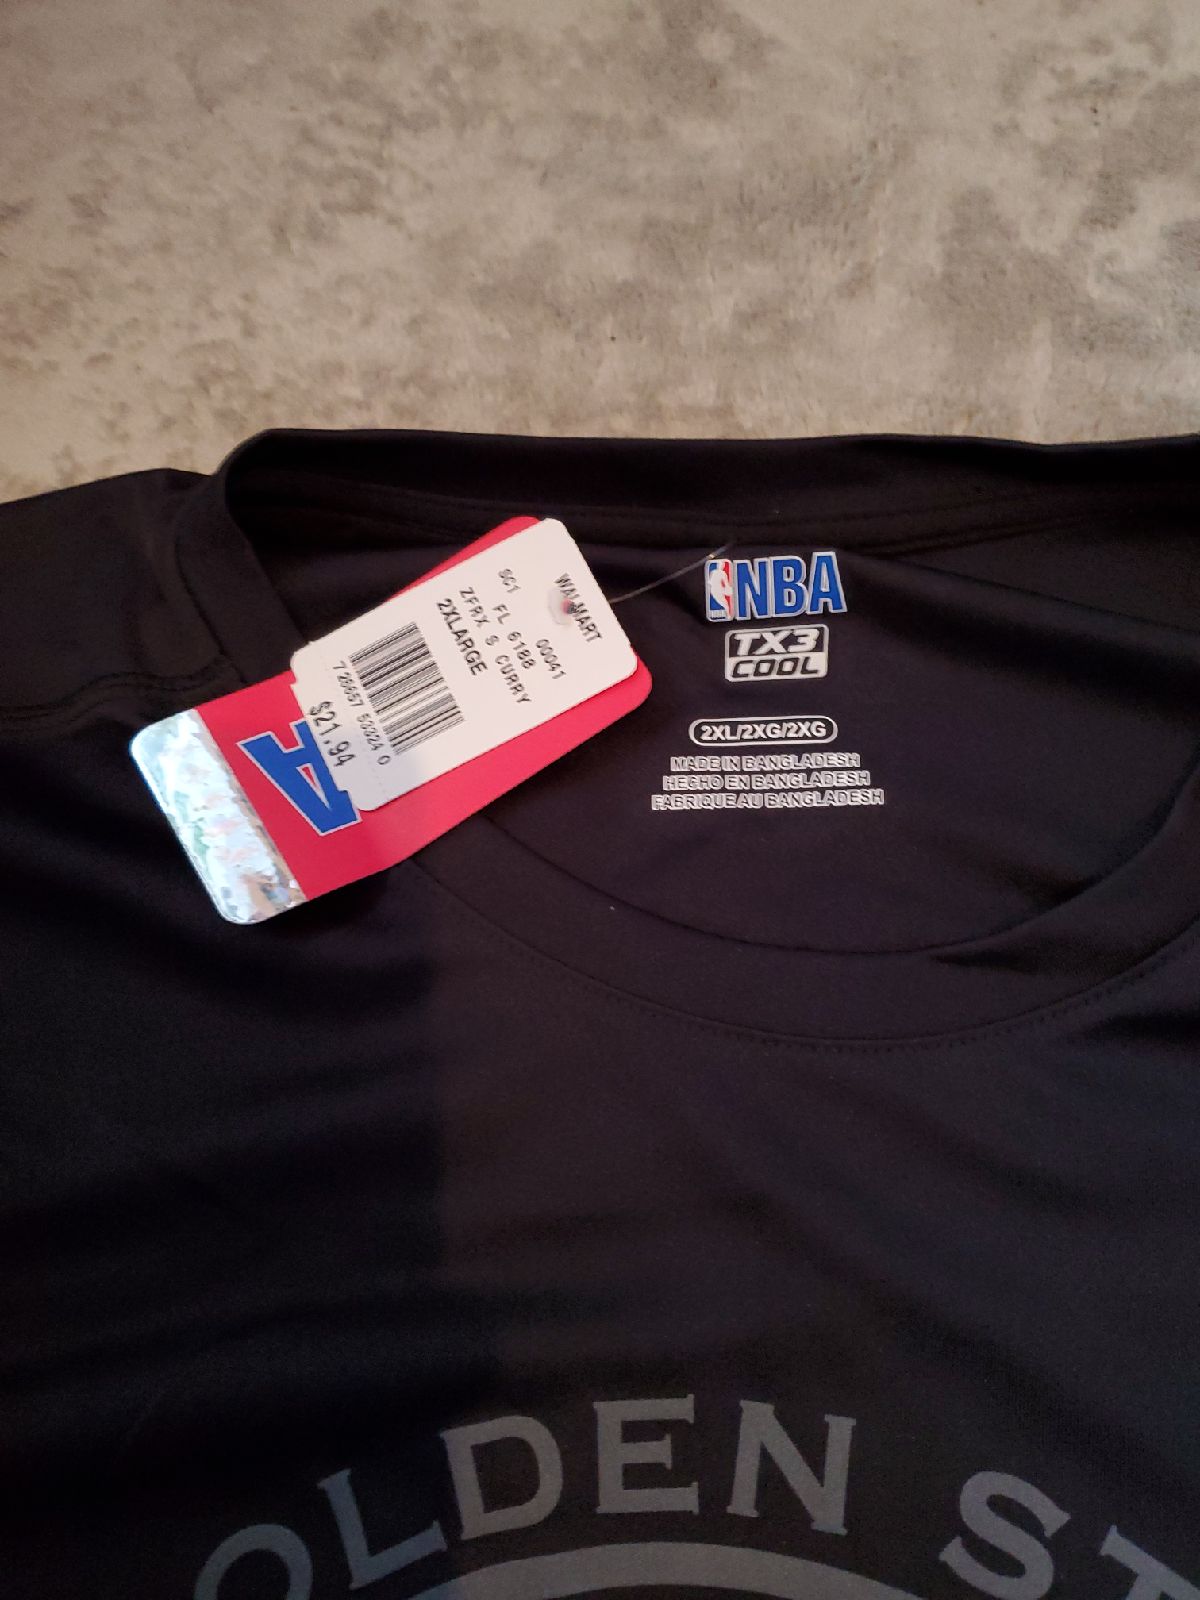 WALMART
00041
SC1 FL 6188
ZFRX S CURRY
2XLARGE
$21.94
A
NBA
TX3
COOL
2XL/2XG/2XG
MADE IN BANGLADESH
HECHO EN BANGLADESH
FABRIQUE AU BANGLADESH
OLDEN ST